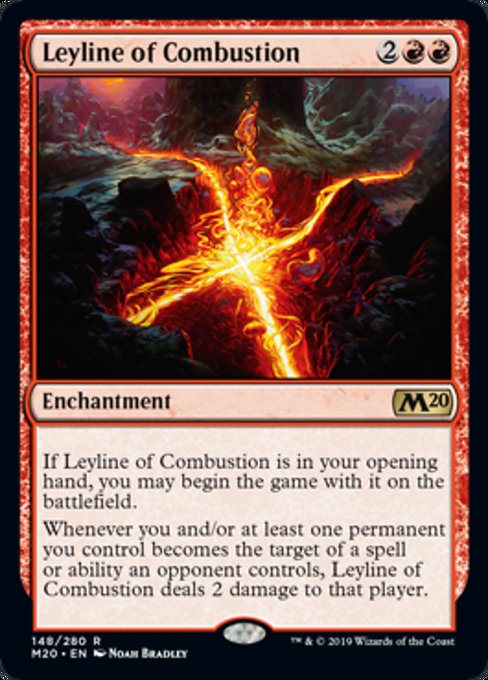 Leyline of Combustion 2
Enchantment M20
If Leyline of Combustion is in your opening
hand, you may begin the game with it on the
battlefield.
Whenever you and/or at least one permanent
you control becomes the target of a spell
or ability an opponent controls, Leyline of
Combustion deals 2 damage to that player.
148/280 R
M20 • EN Noah Bradley
™ & © 2019 Wizards of the Coast